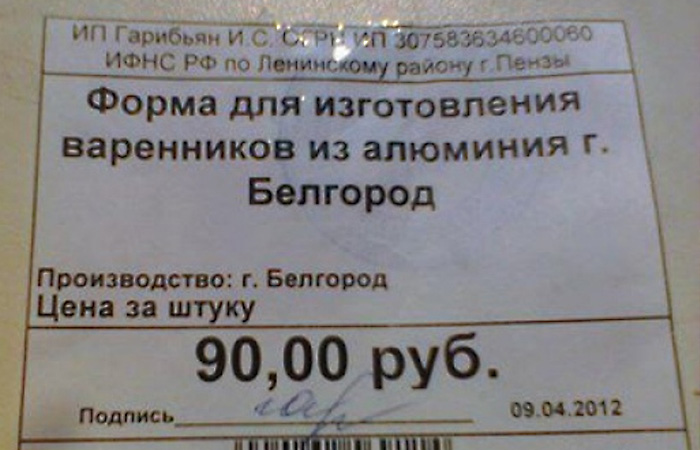 ИП Гарибьян И.С. ОГРН ИП 307583634600060
ИФНС РФ по Ленинскому району г.Пензы
Форма для изготовления
варенников из алюминия г.
Белгород
Производство: г. Белгород
Цена за штуку
90,00 руб.
Подпись
09.04.2012